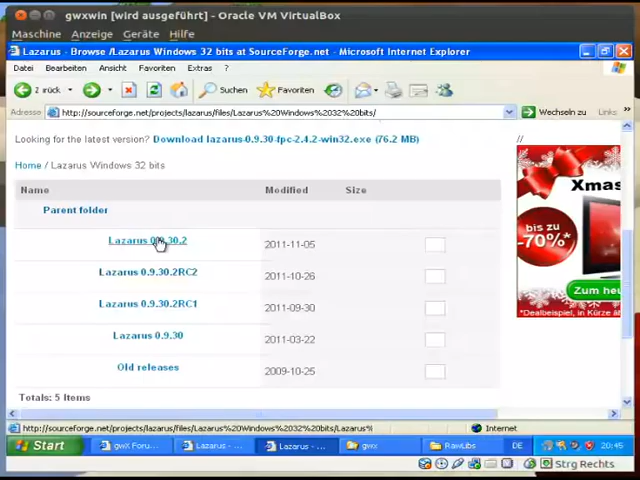 gwxwin [wird ausgeführt] - Oracle VM VirtualBox
Maschine Anzeige Geräte Hilfe
Lazarus - Browse /Lazarus Windows 32 bits at SourceForge.net - Microsoft Internet Explorer
Datei Bearbeiten Ansicht Favoriten Extras ?
Zurück Suchen Favoriten
Adresse http://sourceforge.net/projects/lazarus/files/Lazarus%20Windows%2032%20bits/ Wechseln zu
Looking for the latest version? Download lazarus-0.9.30-fpc-2.4.2-win32.exe (76.2 MB)
//
Home / Lazarus Windows 32 bits
Name Modified Size
Parent folder
Lazarus 0.9.30.2 2011-11-05
Lazarus 0.9.30.2RC2 2011-10-26
Lazarus 0.9.30.2RC1 2011-09-30
Lazarus 0.9.30 2011-03-22
Old releases 2009-10-25
Totals: 5 Items
Xmas
bis zu
-70%*
Zum he
*Dealbeispiel, in Kürze
http://sourceforge.net/projects/lazarus/files/Lazarus%20Windows%2032%20bits/Lazarus% Internet
Start gwX Foru... Lazarus - ... Lazarus - ... gwx RawLibs DE 20:45
Strg Rechts